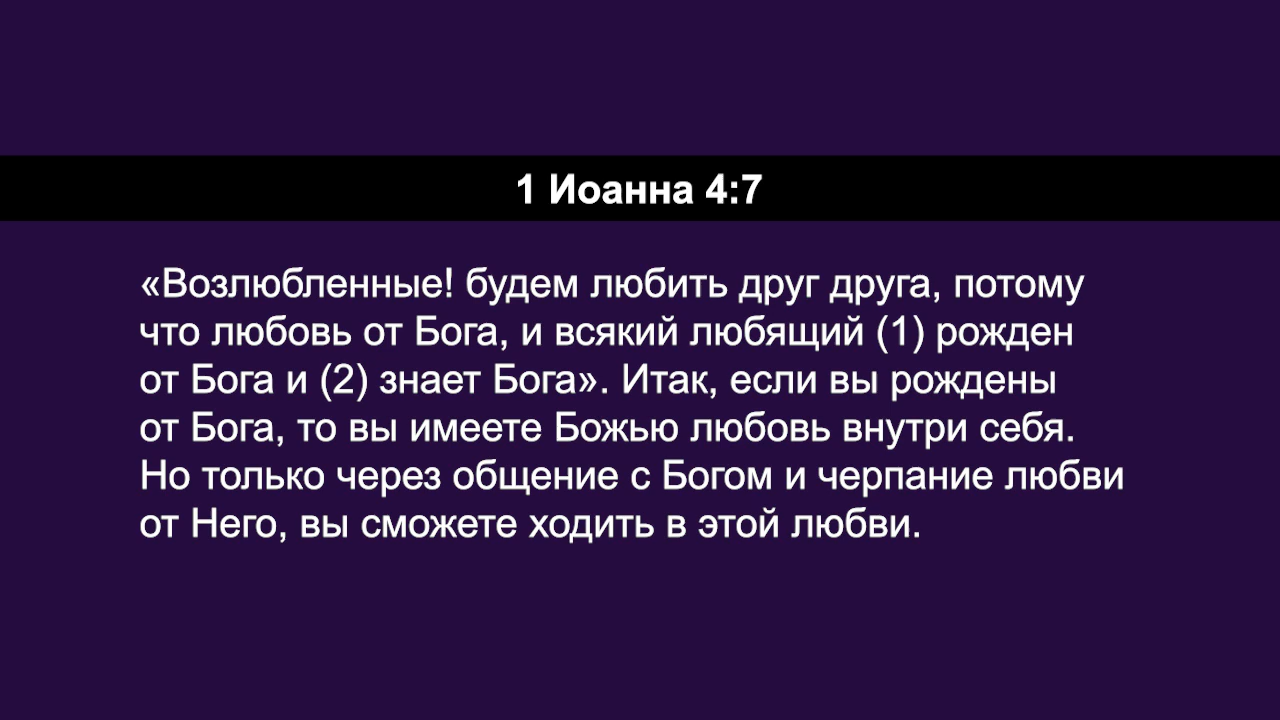 1 Иоанна 4:7
«Возлюбленные! будем любить друг друга, потому
что любовь от Бога, и всякий любящий (1) рожден
от Бога и (2) знает Бога». Итак, если вы рождены
от Бога, то вы имеете Божью любовь внутри себя.
Но только через общение с Богом и черпание любви
от Него, вы сможете ходить в этой любви.